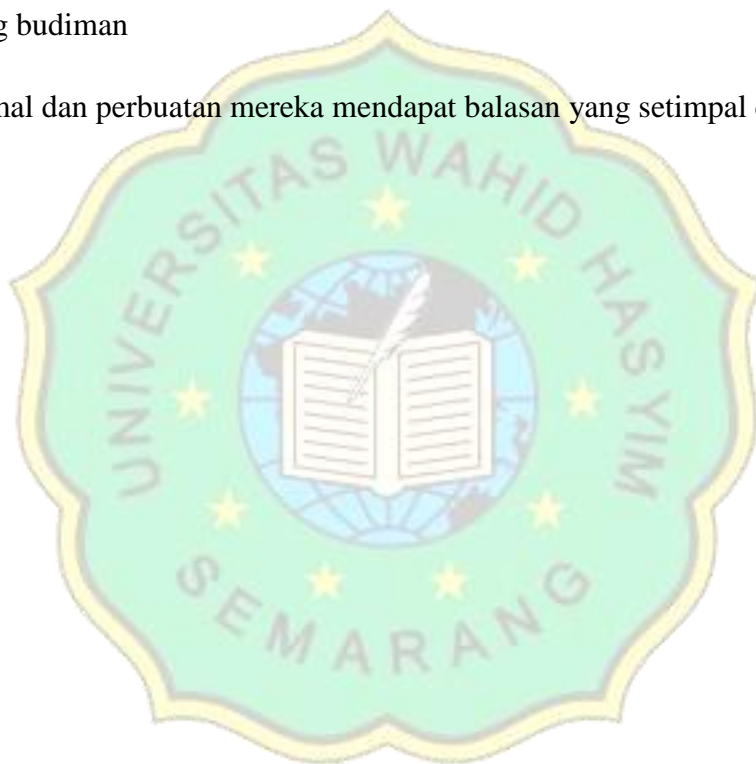 g budiman
nal dan perbuatan mereka mendapat balasan yang setimpal
UNIVERSITAS WAHID HASYIM
SEMARANG